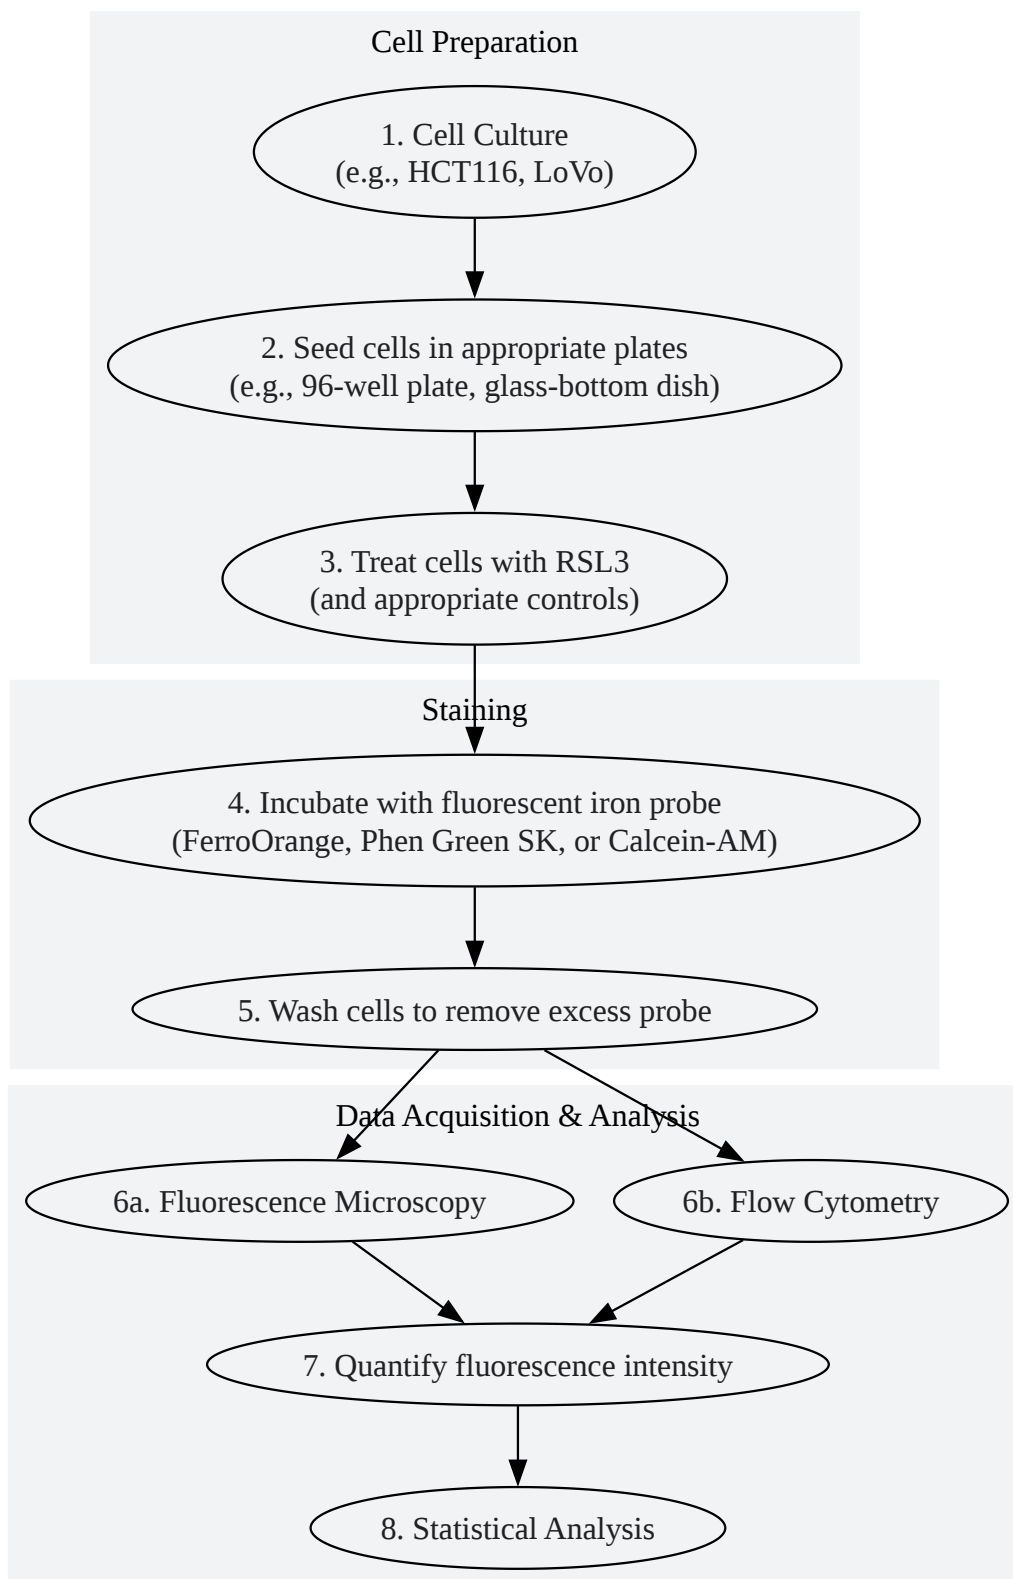 Cell Preparation
1. Cell Culture
(e.g., HCT116, LoVo)
2. Seed cells in appropriate plates
(e.g., 96-well plate, glass-bottom dish)
3. Treat cells with RSL3
(and appropriate controls)
Staining
4. Incubate with fluorescent iron probe
(FerroOrange, Phen Green SK, or Calcein-AM)
5. Wash cells to remove excess probe
Data Acquisition & Analysis
6a. Fluorescence Microscopy
6b. Flow Cytometry
7. Quantify fluorescence intensity
8. Statistical Analysis